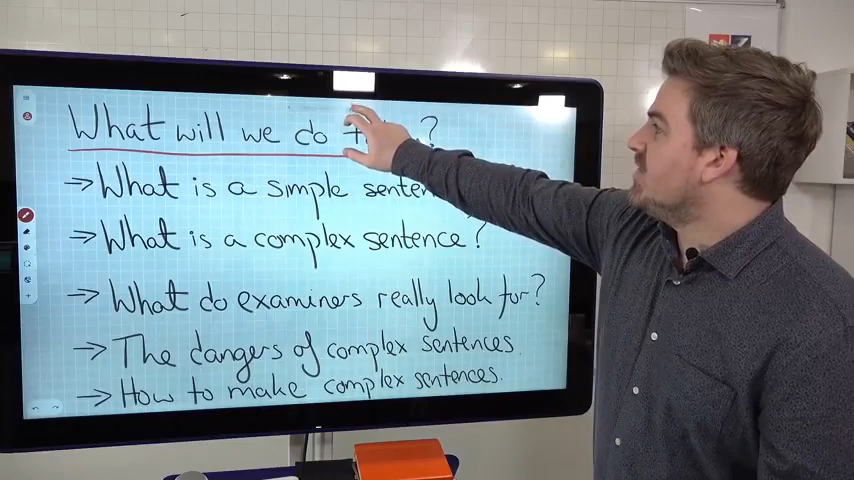 What will we do ?
→ What is a simple
→ What is a complex sentence?
→ What do examiners really look for?
→ The dangers of complex sentences.
→ How to make complex sentences.